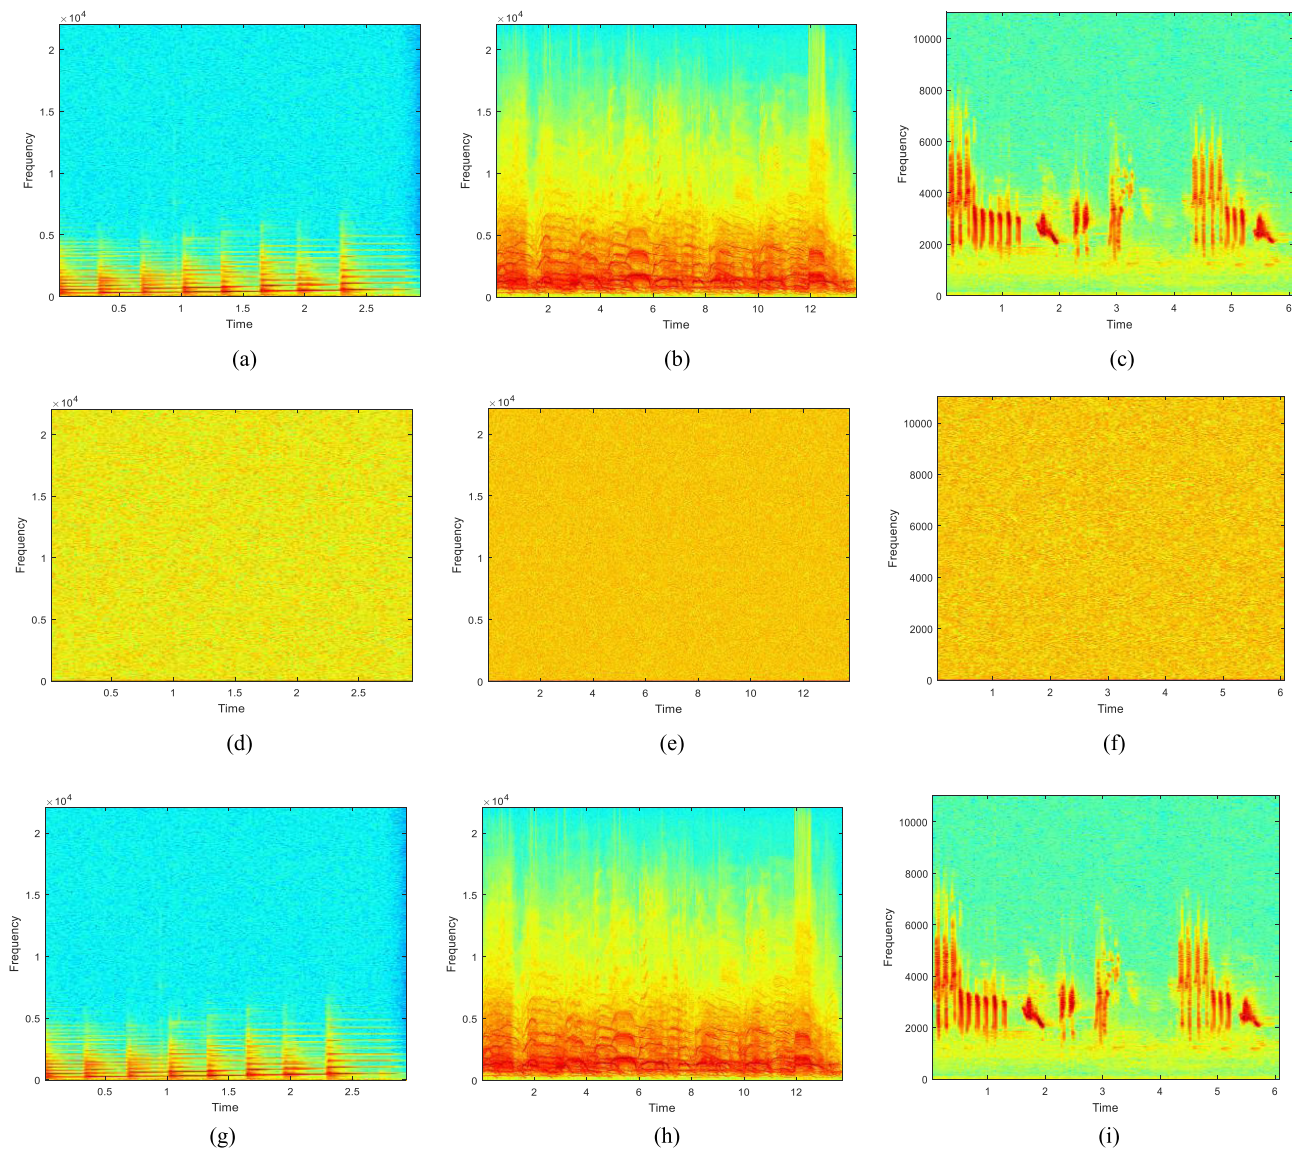 ×10⁴ ×10⁴
2 1.5 1 0.5 0 2 1.5 1 0.5 0 10000 8000 6000 4000 2000 0
Frequency Frequency Frequency
0.5 1 1.5 2 2.5 2 4 6 8 10 12 1 2 3 4 5 6
Time Time Time
(a) (b) (c)
×10⁴ ×10⁴
2 1.5 1 0.5 0 2 1.5 1 0.5 0 10000 8000 6000 4000 2000 0
Frequency Frequency Frequency
0.5 1 1.5 2 2.5 2 4 6 8 10 12 1 2 3 4 5 6
Time Time Time
(d) (e) (f)
×10⁴ ×10⁴
2 1.5 1 0.5 0 2 1.5 1 0.5 0 10000 8000 6000 4000 2000 0
Frequency Frequency Frequency
0.5 1 1.5 2 2.5 2 4 6 8 10 12 1 2 3 4 5 6
Time Time Time
(g) (h) (i)